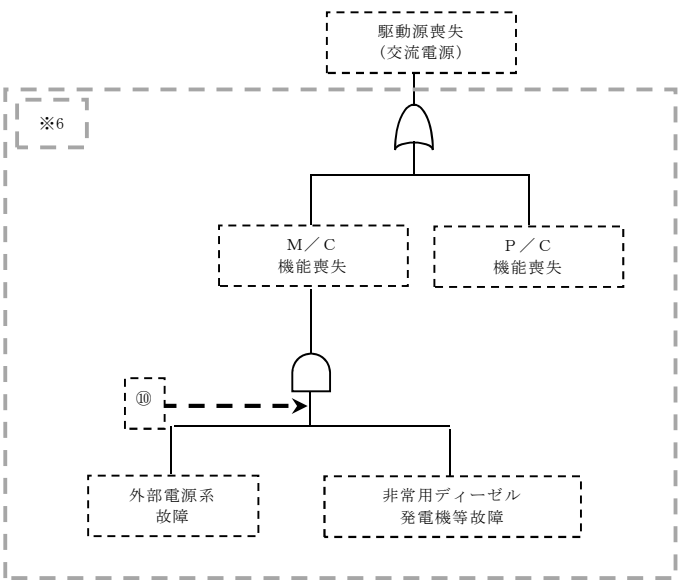 駆動源喪失
（交流電源）
※6
Ｍ／Ｃ
機能喪失
Ｐ／Ｃ
機能喪失
⑩
外部電源系
故障
非常用ディーゼル
発電機等故障